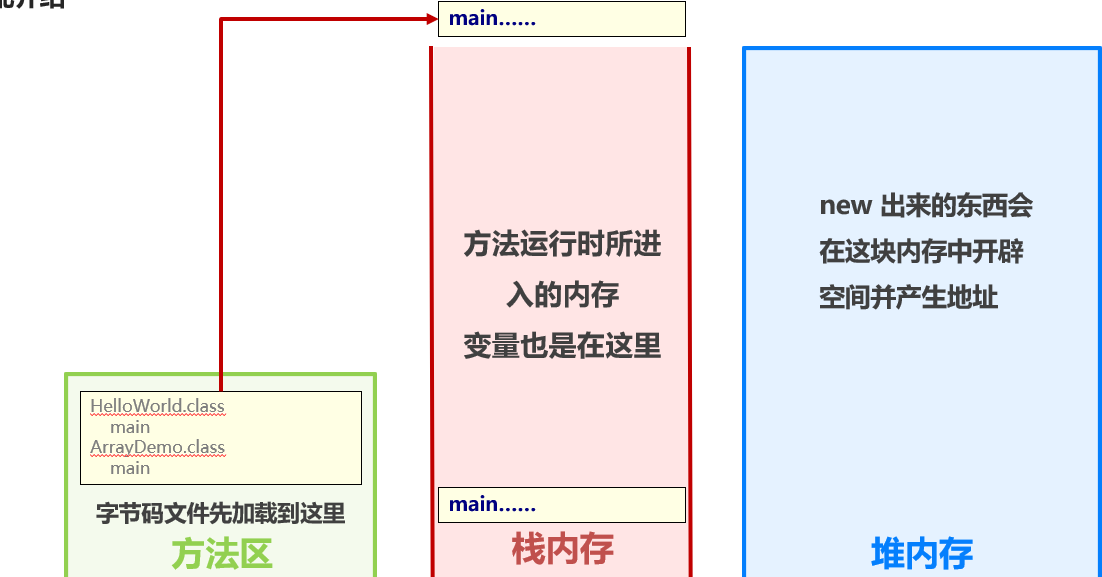 介绍
main......
new 出来的东西会
在这块内存中开辟
空间并产生地址
方法运行时所进
入的内存
变量也是在这里
HelloWorld.class
main
ArrayDemo.class
main
字节码文件先加载到这里
方法区
main......
栈内存
堆内存